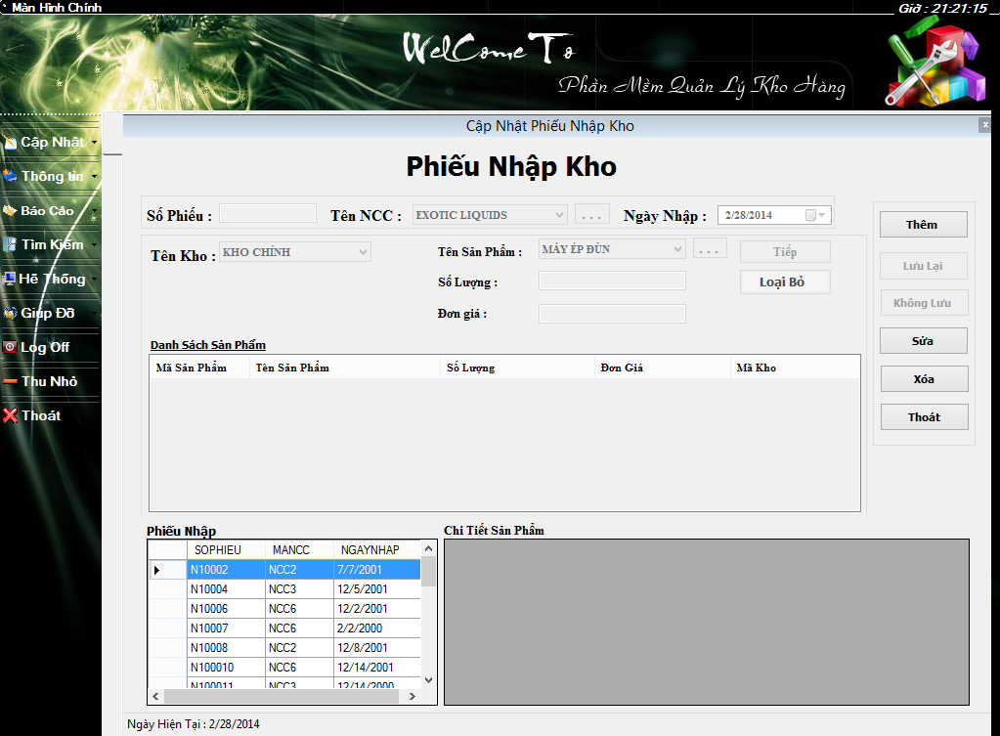 Màn Hình Chính
Giờ : 21:21:15
WelCome To
Phần Mềm Quản Lý Kho Hàng
Cập Nhật
Thông tin
Báo Cáo
Tìm Kiếm
Hê Thống
Giúp Đỡ
Log Off
Thu Nhỏ
Thoát
Cập Nhật Phiếu Nhập Kho
Phiếu Nhập Kho
Số Phiếu :
Tên NCC : EXOTIC LIQUIDS ...
Ngày Nhập : 2/28/2014
Tên Kho : KHO CHÍNH
Tên Sản Phẩm : MÁY ÉP ĐÙN ...
Số Lượng :
Đơn giá :
Tiếp
Loại Bỏ
Thêm
Lưu Lại
Không Lưu
Sửa
Xóa
Thoát
Danh Sách Sản Phẩm
Mã Sản Phẩm Tên Sản Phẩm Số Lượng Đơn Giá Mã Kho
Phiếu Nhập
SOPHIEU MANCC NGAYNHAP
N10002 NCC2 7/7/2001
N10004 NCC3 12/5/2001
N10006 NCC6 12/2/2001
N10007 NCC6 2/2/2000
N10008 NCC2 12/8/2001
N100010 NCC6 12/14/2001
N100011 NCC3 12/14/2000
Chi Tiết Sản Phẩm
Ngày Hiện Tại : 2/28/2014